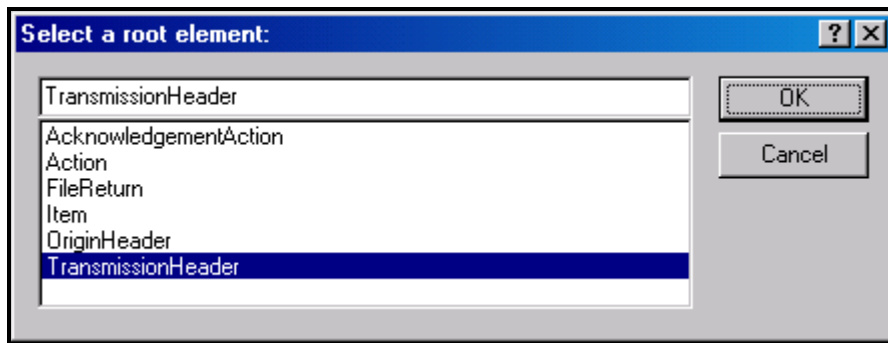 Select a root element:
? X
TransmissionHeader
OK
AcknowledgementAction
Action
Cancel
FileReturn
Item
OriginHeader
TransmissionHeader